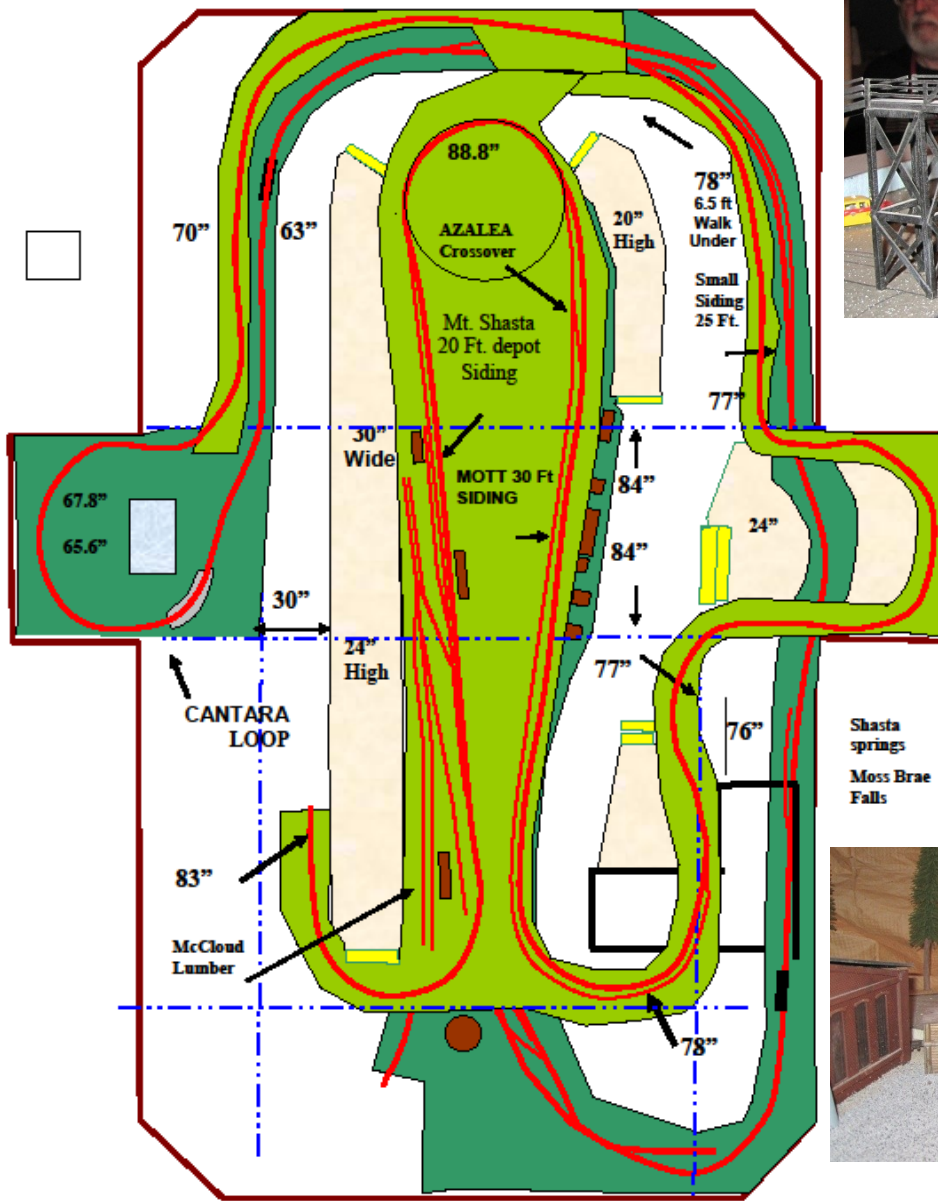 88.8”
AZALEA
Crossover
78”
6.5 ft
Walk
Under
20”
High
70”
63”
Small
Siding
25 Ft.
Mt. Shasta
20 Ft. depot
Siding
77”
30”
Wide
MOTT 30 Ft
SIDING
84”
84”
24”
67.8”
65.6”
30”
24”
High
77”
CANTARA
LOOP
76”
Shasta
springs
Moss Brae
Falls
83”
McCloud
Lumber
78”